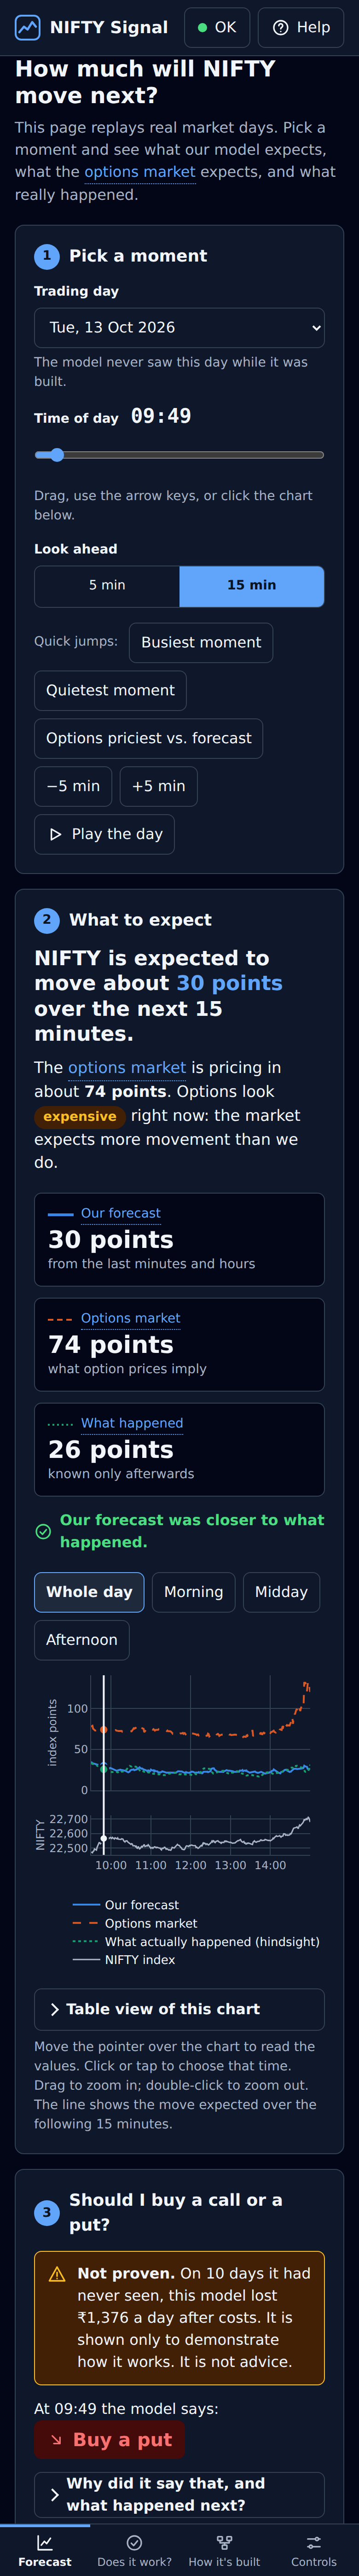 NIFTY Signal
OK
Help
How much will NIFTY
move next?
This page replays real market days. Pick a
moment and see what our model expects,
what the options market expects, and what
really happened.
1 Pick a moment
Trading day
Tue, 13 Oct 2026
The model never saw this day while it was
built.
Time of day 09:49
Drag, use the arrow keys, or click the chart
below.
Look ahead
5 min
15 min
Quick jumps:
Busiest moment
Quietest moment
Options priciest vs. forecast
−5 min
+5 min
Play the day
2 What to expect
NIFTY is expected to
move about 30 points
over the next 15
minutes.
The options market is pricing in
about 74 points. Options look
expensive right now: the market
expects more movement than we
do.
Our forecast
30 points
from the last minutes and hours
Options market
74 points
what option prices imply
What happened
26 points
known only afterwards
Our forecast was closer to what
happened.
Whole day
Morning
Midday
Afternoon
index points
100
50
0
NIFTY
22,700
22,600
22,500
10:00 11:00 12:00 13:00 14:00
Our forecast
Options market
What actually happened (hindsight)
NIFTY index
Table view of this chart
Move the pointer over the chart to read the
values. Click or tap to choose that time.
Drag to zoom in; double-click to zoom out.
The line shows the move expected over the
following 15 minutes.
3 Should I buy a call or a
put?
Not proven. On 10 days it had
never seen, this model lost
₹1,376 a day after costs. It is
shown only to demonstrate
how it works. It is not advice.
At 09:49 the model says:
Buy a put
Why did it say that, and
what happened next?
Forecast
Does it work?
How it's built
Controls